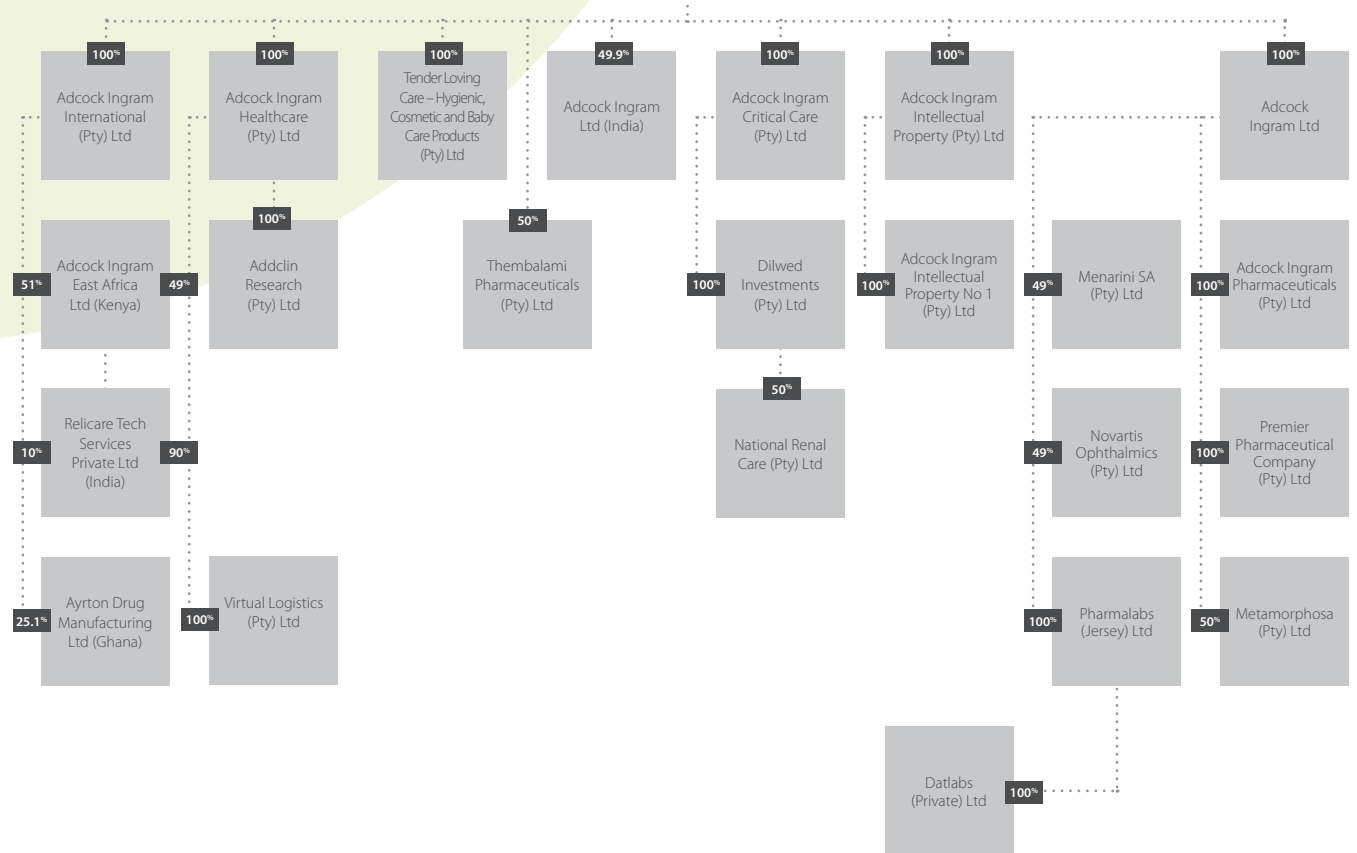 100%
100%
100%
49.9%
100%
100%
100%
Adcock Ingram
International
(Pty) Ltd
Adcock Ingram
Healthcare
(Pty) Ltd
Tender Loving
Care – Hygienic,
Cosmetic and Baby
Care Products
(Pty) Ltd
Adcock Ingram
Ltd (India)
Adcock Ingram
Critical Care
(Pty) Ltd
Adcock Ingram
Intellectual
Property (Pty) Ltd
Adcock
Ingram Ltd
100%
50%
51%
Adcock Ingram
East Africa
Ltd (Kenya)
49%
Addclin
Research
(Pty) Ltd
Thembalami
Pharmaceuticals
(Pty) Ltd
100%
Dilwed
Investments
(Pty) Ltd
100%
Adcock Ingram
Intellectual
Property No 1
(Pty) Ltd
49%
Menarini SA
(Pty) Ltd
100%
Adcock Ingram
Pharmaceuticals
(Pty) Ltd
50%
10%
Relicare Tech
Services
Private Ltd
(India)
90%
National Renal
Care (Pty) Ltd
49%
Novartis
Ophthalmics
(Pty) Ltd
100%
Premier
Pharmaceutical
Company
(Pty) Ltd
25.1%
Ayrton Drug
Manufacturing
Ltd (Ghana)
100%
Virtual Logistics
(Pty) Ltd
100%
Pharmalabs
(Jersey) Ltd
50%
Metamorphosa
(Pty) Ltd
Datlabs
(Private) Ltd
100%